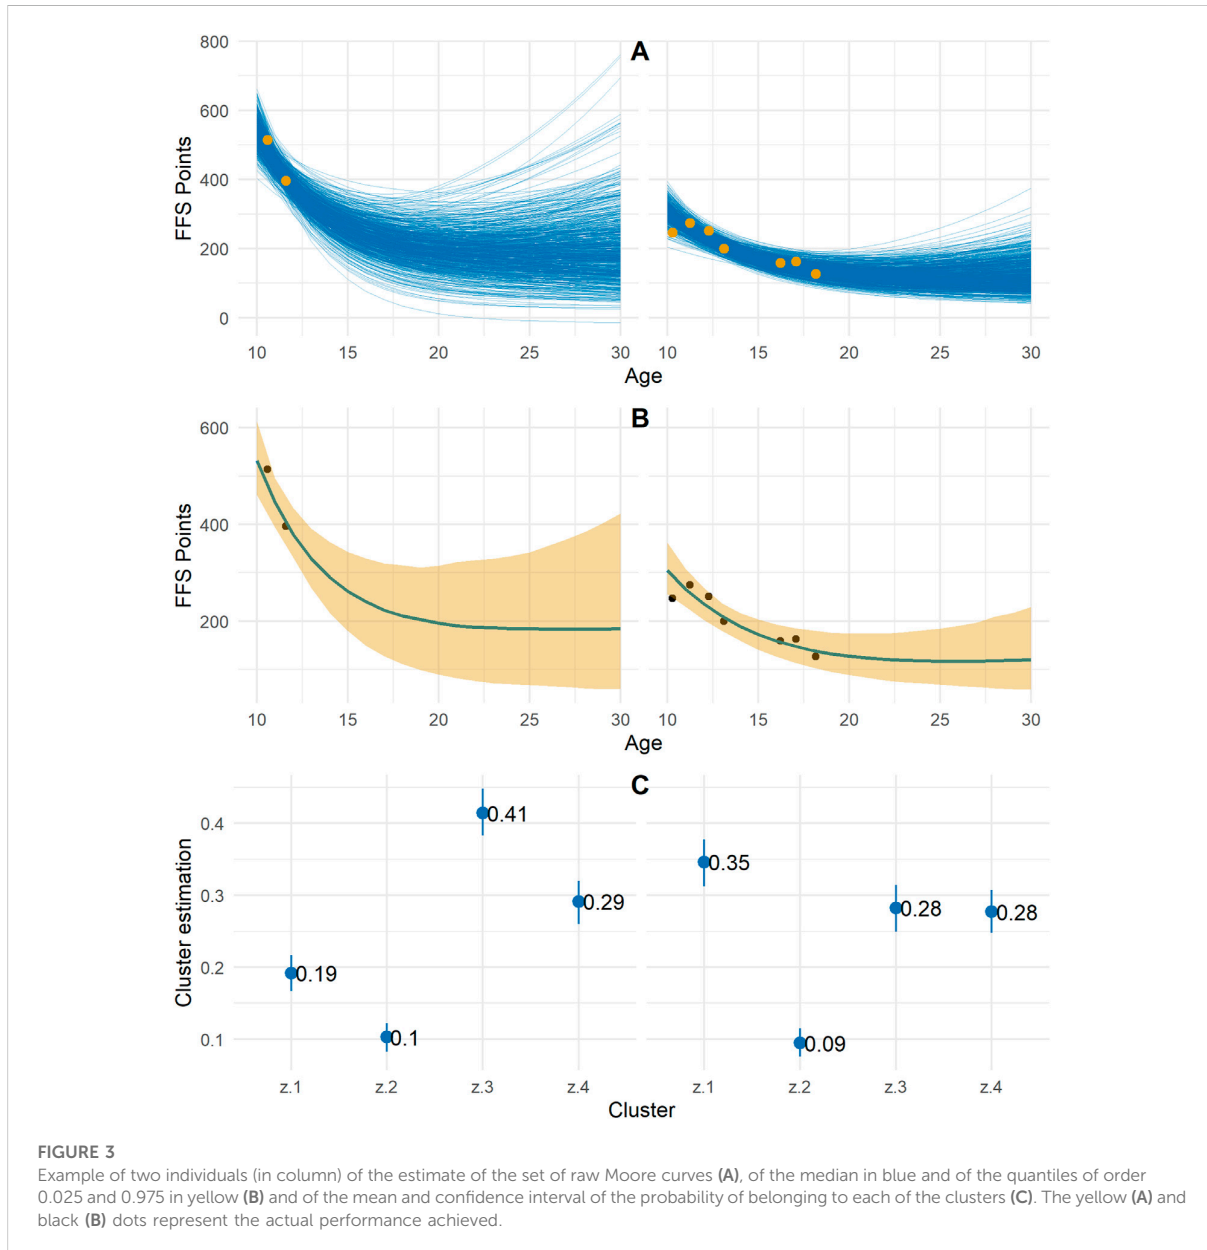 A
800
600
400
200
0
FFS Points
10 15 20 25 30 10 15 20 25 30
Age
B
600
400
200
FFS Points
10 15 20 25 30 10 15 20 25 30
Age
C
0.4
0.3
0.2
0.1
Cluster estimation
0.19
0.1
0.41
0.29
0.35
0.09
0.28
0.28
z.1 z.2 z.3 z.4 z.1 z.2 z.3 z.4
Cluster
FIGURE 3
Example of two individuals (in column) of the estimate of the set of raw Moore curves (A), of the median in blue and of the quantiles of order
0.025 and 0.975 in yellow (B) and of the mean and confidence interval of the probability of belonging to each of the clusters (C). The yellow (A) and
black (B) dots represent the actual performance achieved.